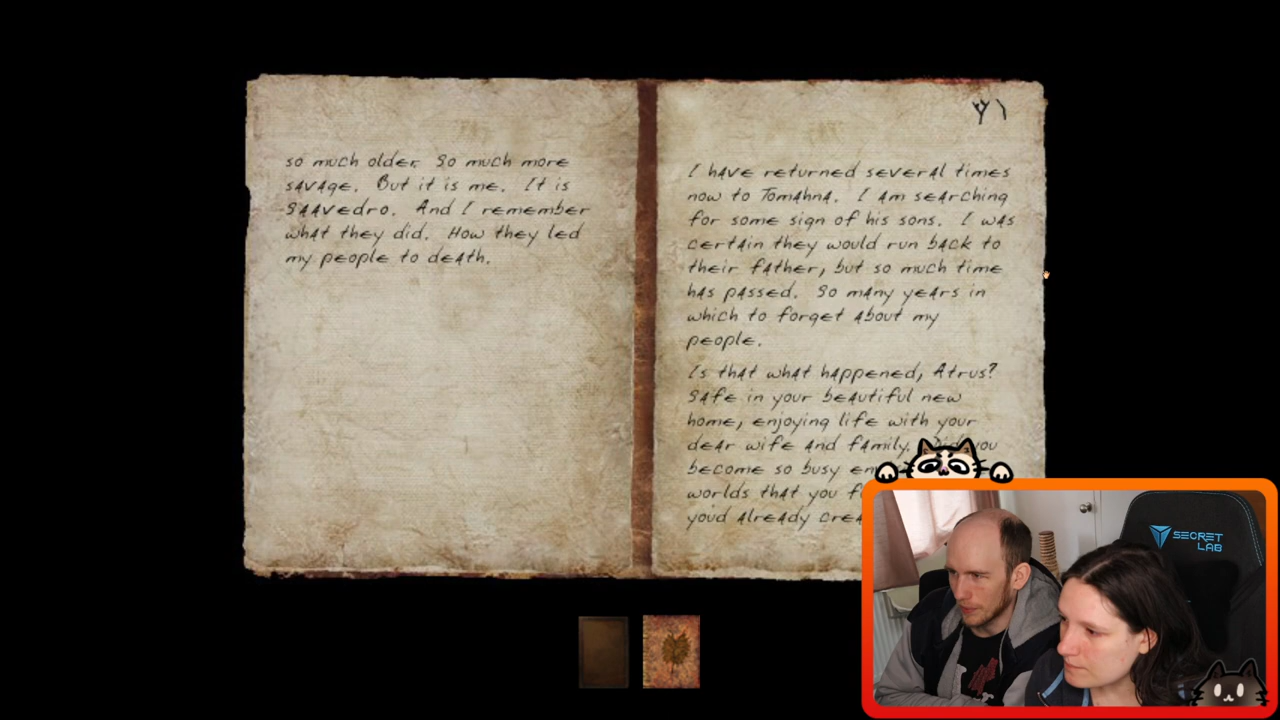 so much older. So much more
savage. But it is me. It is
Saavedro. And I remember
what they did. How they led
my people to death.
I have returned several times
now to Tomahna. I am searching
for some sign of his sons. I was
certain they would run back to
their father, but so much time
has passed. So many years in
which to forget about my
people.
Is that what happened, Atrus?
Safe in your beautiful new
home, enjoying life with your
dear wife and family. Did you
become so busy
worlds that you
youd already
SECRET
LAB